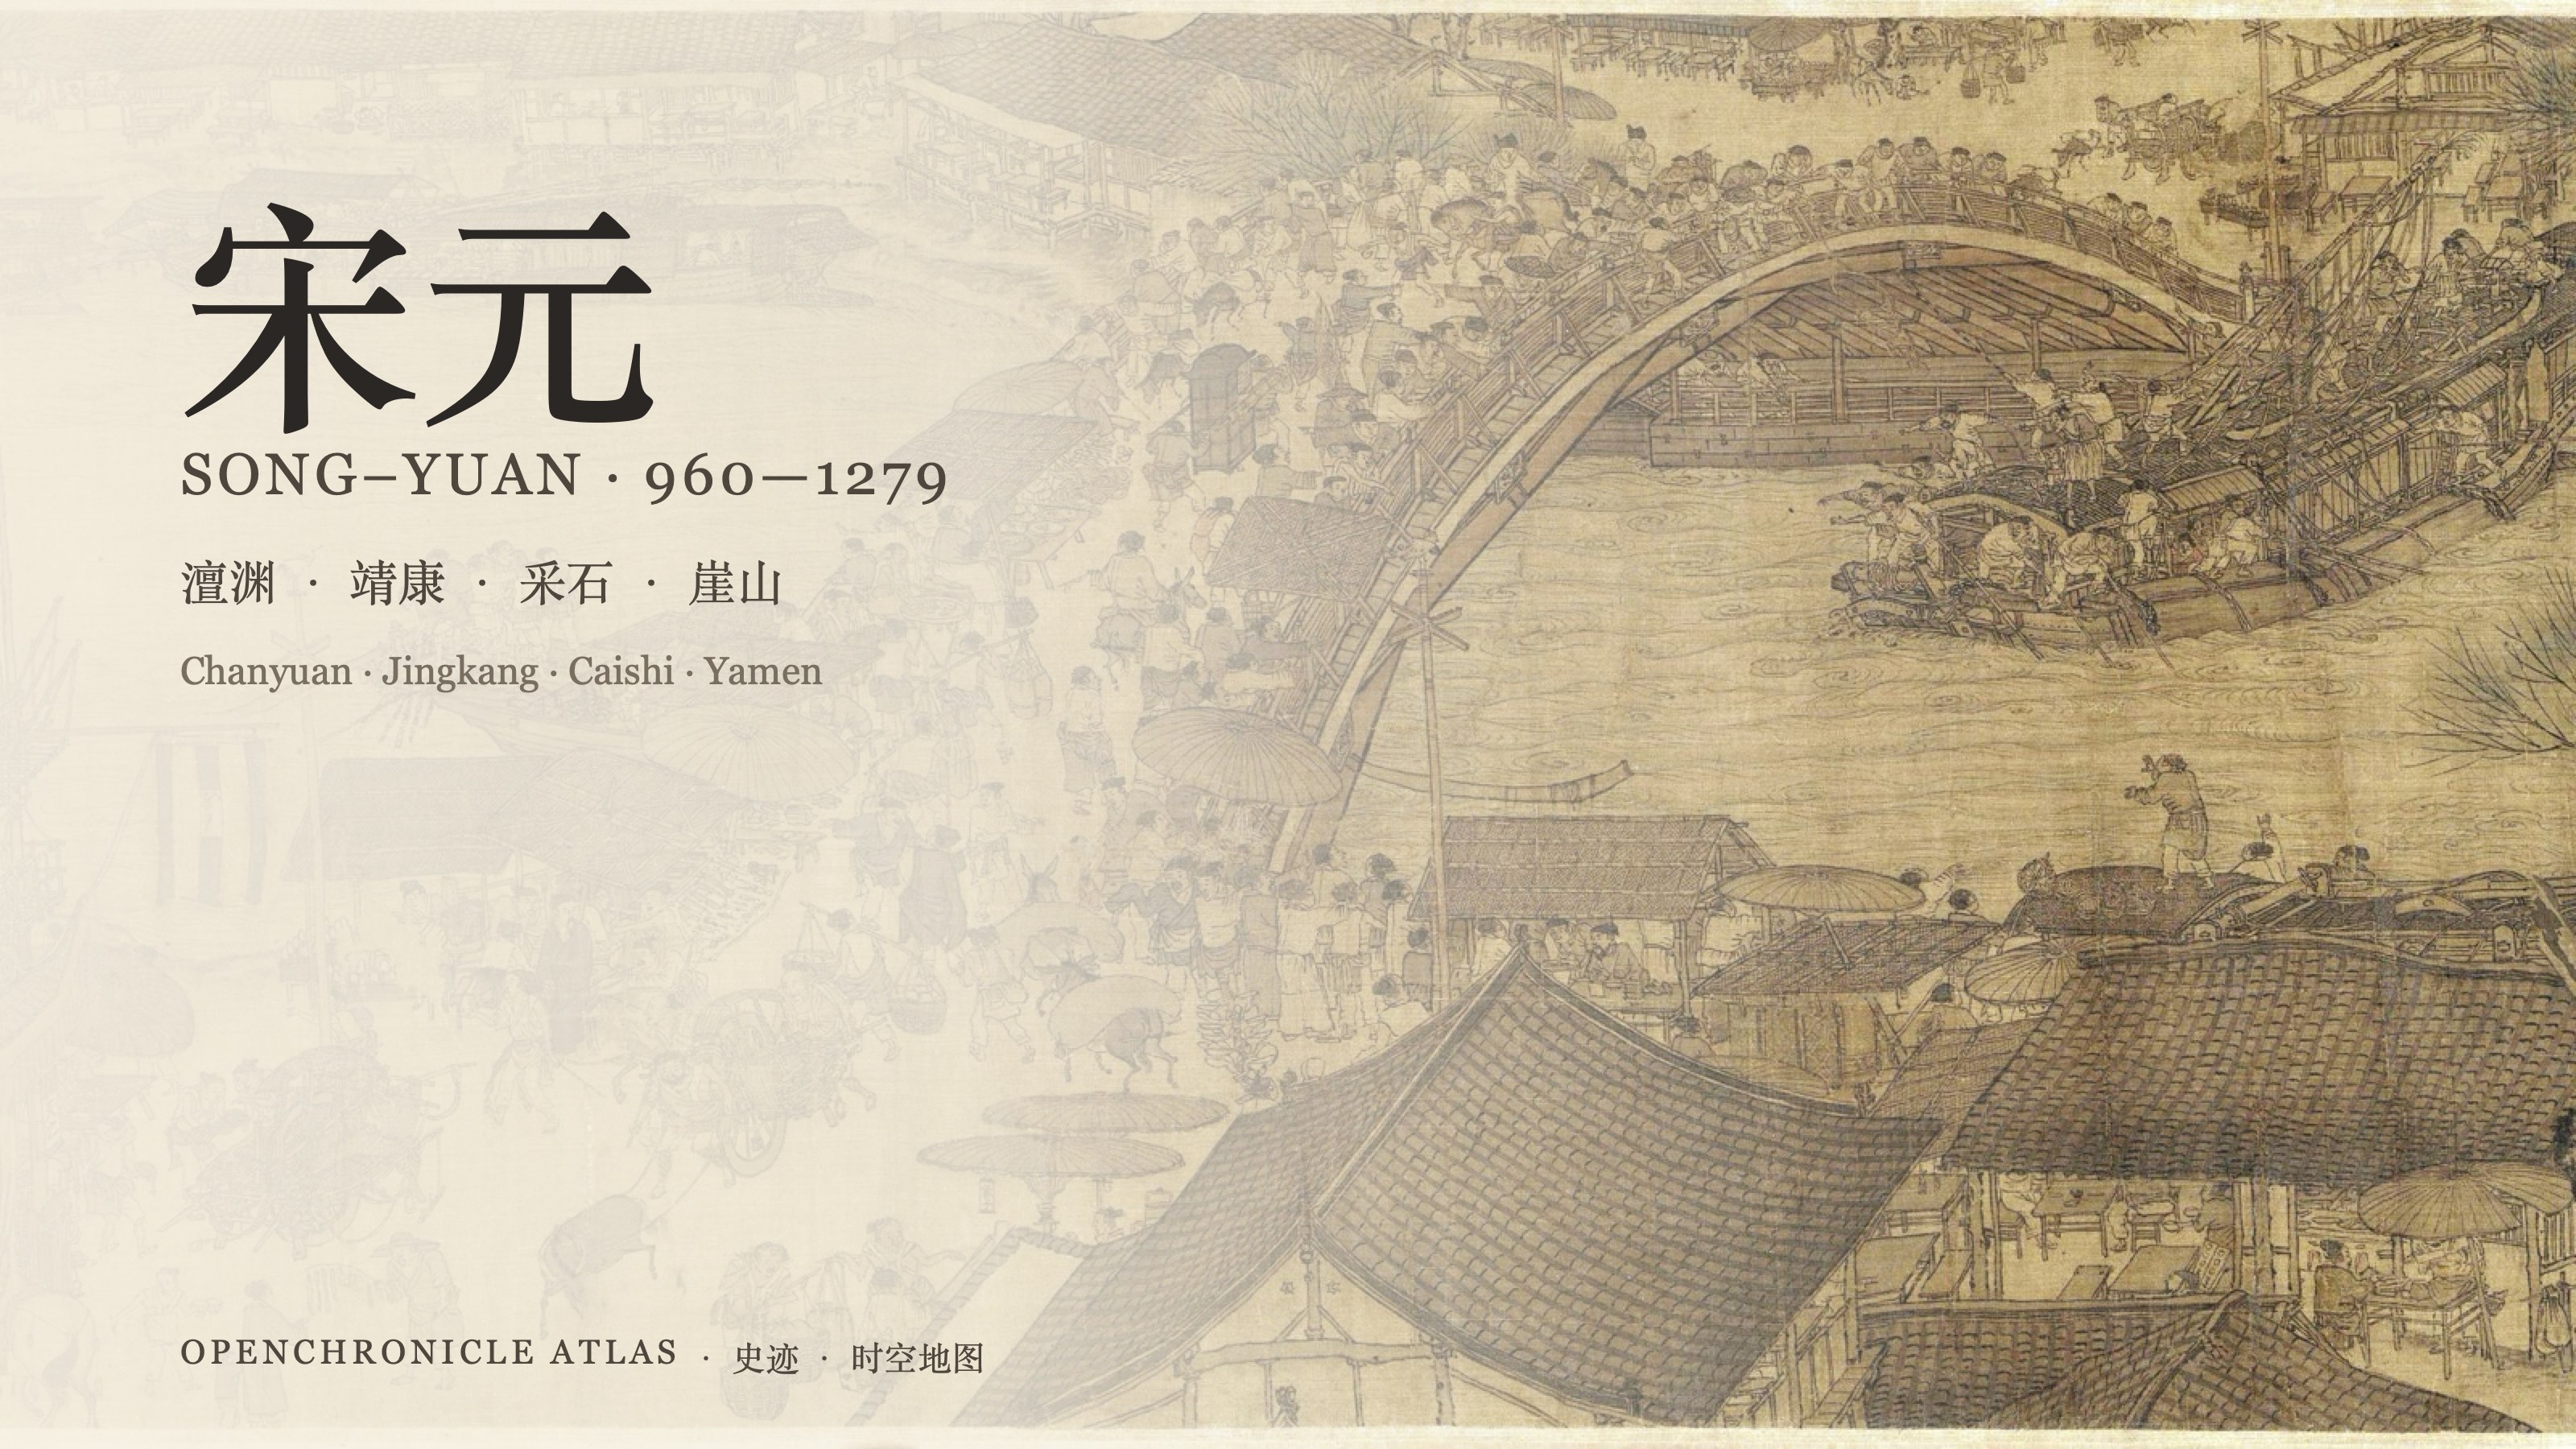 宋元
SONG–YUAN · 960—1279
澶渊 · 靖康 · 采石 · 崖山
Chanyuan · Jingkang · Caishi · Yamen
OPENCHRONICLE ATLAS · 史迹 · 时空地图